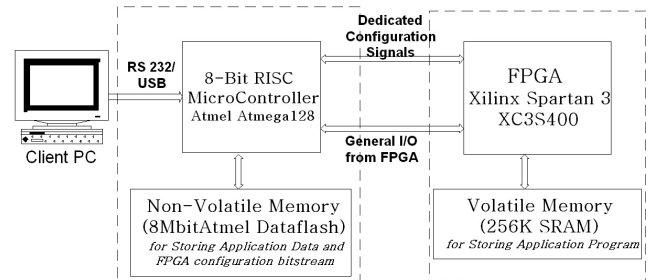 Dedicated
Configuration
Signals
RS 232/
USB
8-Bit RISC
MicroController
Atmel Atmega128
FPGA
Xilinx Spartan 3
XC3S400
General I/O
from FPGA
Client PC
Non-Volatile Memory
(8MbitAtmel Dataflash)
for Storing Application Data and
FPGA configuration bitstream
Volatile Memory
(256K SRAM)
for Storing Application Program